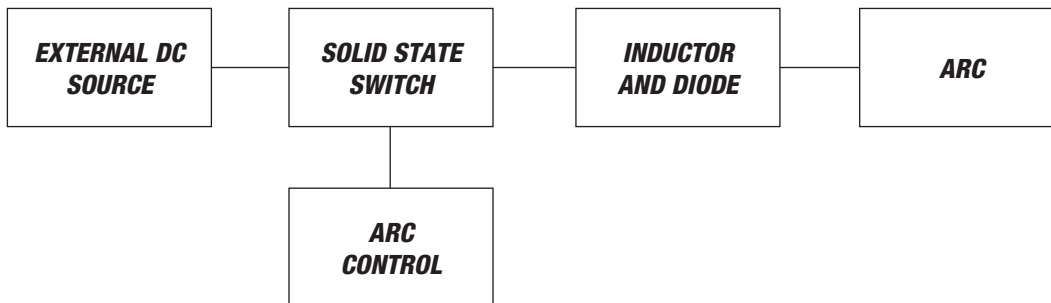 EXTERNAL DC
SOURCE
SOLID STATE
SWITCH
INDUCTOR
AND DIODE
ARC
ARC
CONTROL